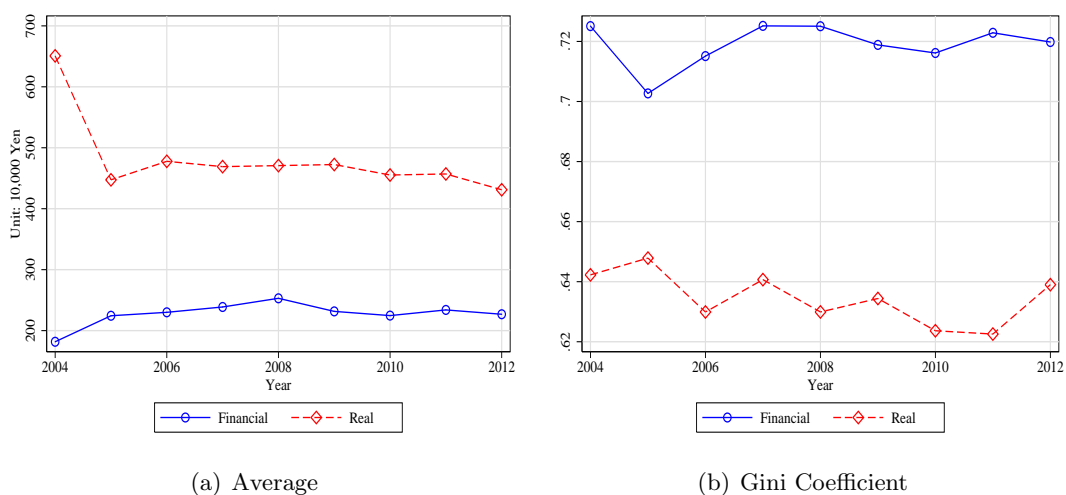 Unit: 10,000 Yen
700
600
500
400
300
200
2004
2006
2008
2010
2012
Year
Financial
Real
(a) Average
.72
.7
.68
.66
.64
.62
2004
2006
2008
2010
2012
Year
Financial
Real
(b) Gini Coefficient